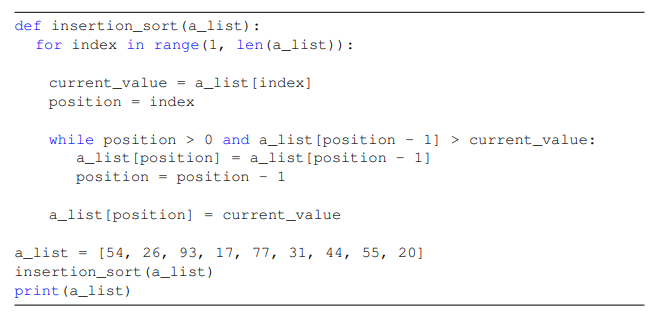 def insertion_sort(a_list):
for index in range(1, len(a_list)):
current_value = a_list[index]
position = index
while position > 0 and a_list[position - 1] > current_value:
a_list[position] = a_list[position - 1]
position = position - 1
a_list[position] = current_value
a_list = [54, 26, 93, 17, 77, 31, 44, 55, 20]
insertion_sort(a_list)
print(a_list)